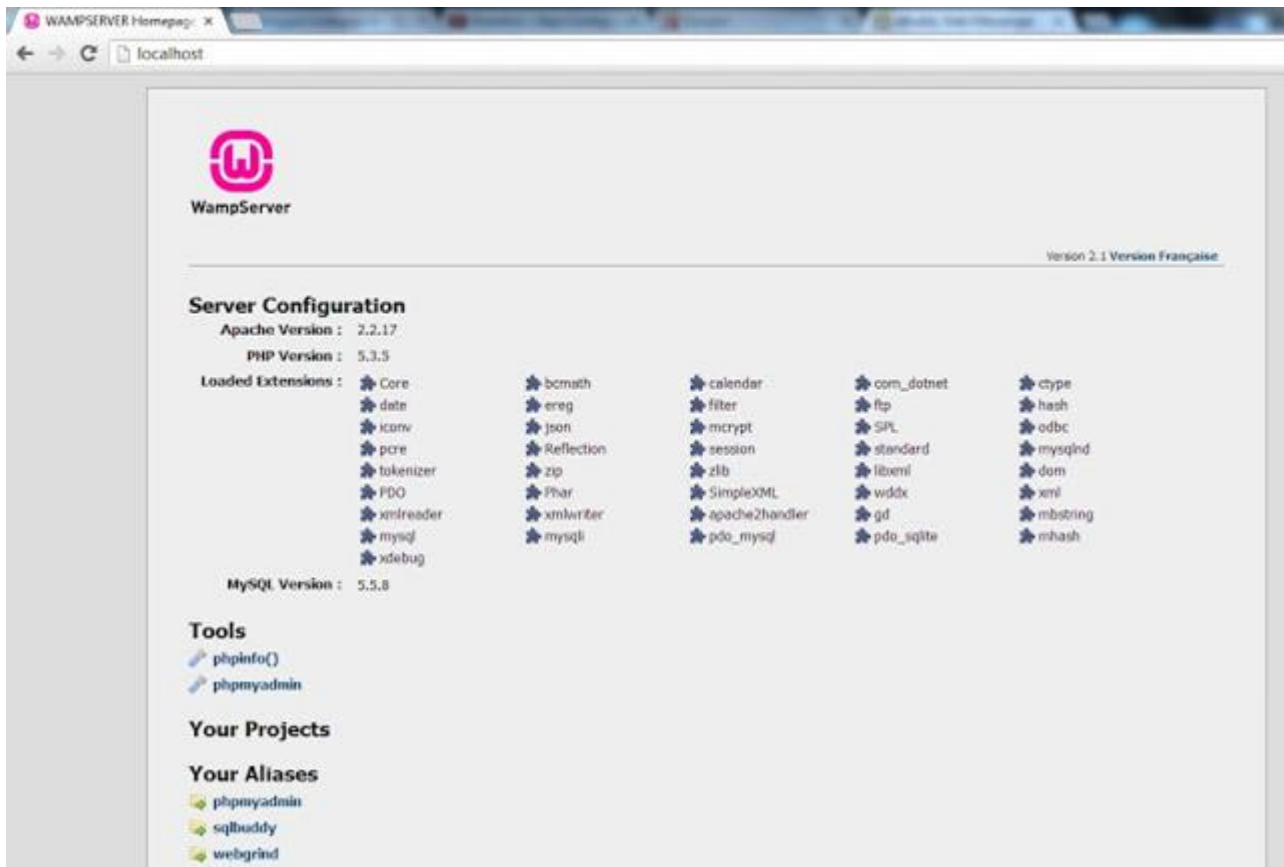 WAMPSERVER Homepage
localhost
WampServer
Version 2.1 Version Française
Server Configuration
Apache Version : 2.2.17
PHP Version : 5.3.5
Loaded Extensions : Core bcmath calendar com_dotnet ctype
date ereg filter ftp hash
iconv json mcrypt SPL odbc
pcre Reflection session standard mysqlnd
tokenizer zip zlib libxml dom
PDO Phar SimpleXML wddx xml
xmlreader xmlwriter apache2handler gd mbstring
mysql mysqli pdo_mysql pdo_sqlite mhash
xdebug
MySQL Version : 5.5.8
Tools
phpinfo()
phpmyadmin
Your Projects
Your Aliases
phpmyadmin
sqlbuddy
webgrind